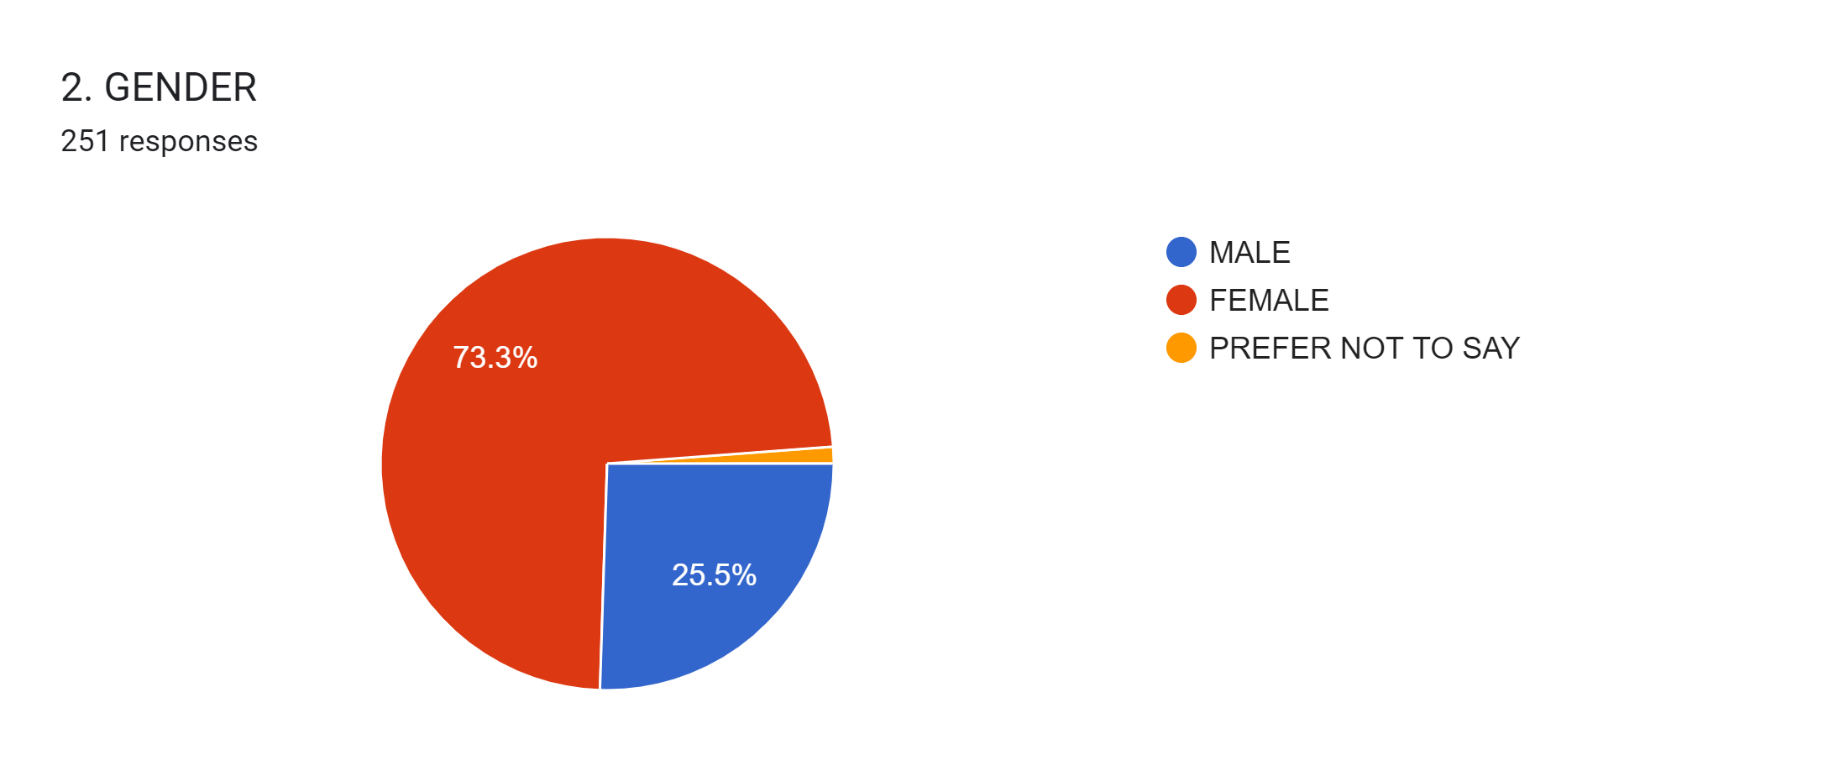 2. GENDER
251 responses
MALE
FEMALE
PREFER NOT TO SAY
73.3%
25.5%